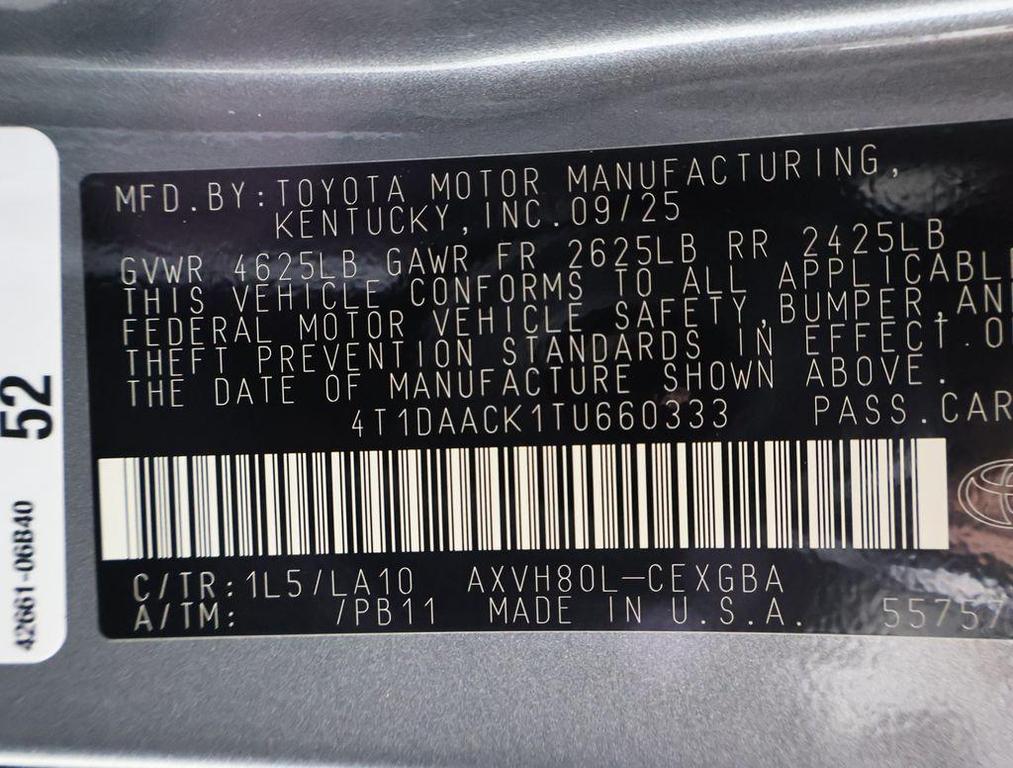 MFD.BY:TOYOTA MOTOR MANUFACTURING,
KENTUCKY,INC.09/25
GVWR 4625LB GAWR FR 2625LB RR 2425LB
THIS VEHICLE CONFORMS TO ALL APPLICABL
FEDERAL MOTOR VEHICLE SAFETY,BUMPER,AN
THEFT PREVENTION STANDARDS IN EFFECT O
THE DATE OF MANUFACTURE SHOWN ABOVE.
4T1DAACK1TU660333 PASS.CAR
C/TR:1L5/LA10 AXVH80L-CEXGBA
A/TM: /PB11 MADE IN U.S.A. 55757
52
42661-06B40